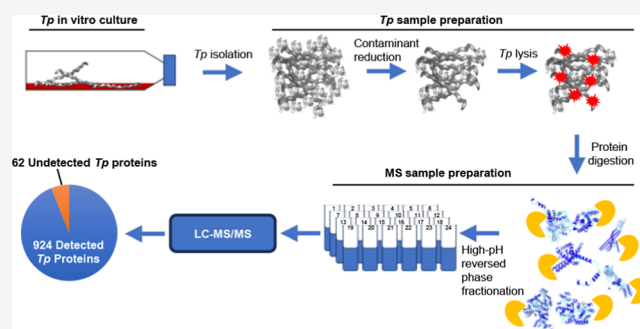 Tp in vitro culture
Tp sample preparation
Tp isolation
Contaminant
reduction
Tp lysis
Protein
digestion
MS sample preparation
62 Undetected Tp proteins
924 Detected
Tp Proteins
LC-MS/MS
1 2 3 4 5 6
7 8 9 10 11 12
13 14 15 16 17 18
19 20 21 22 23 24
High-pH
reversed
phase
fractionation